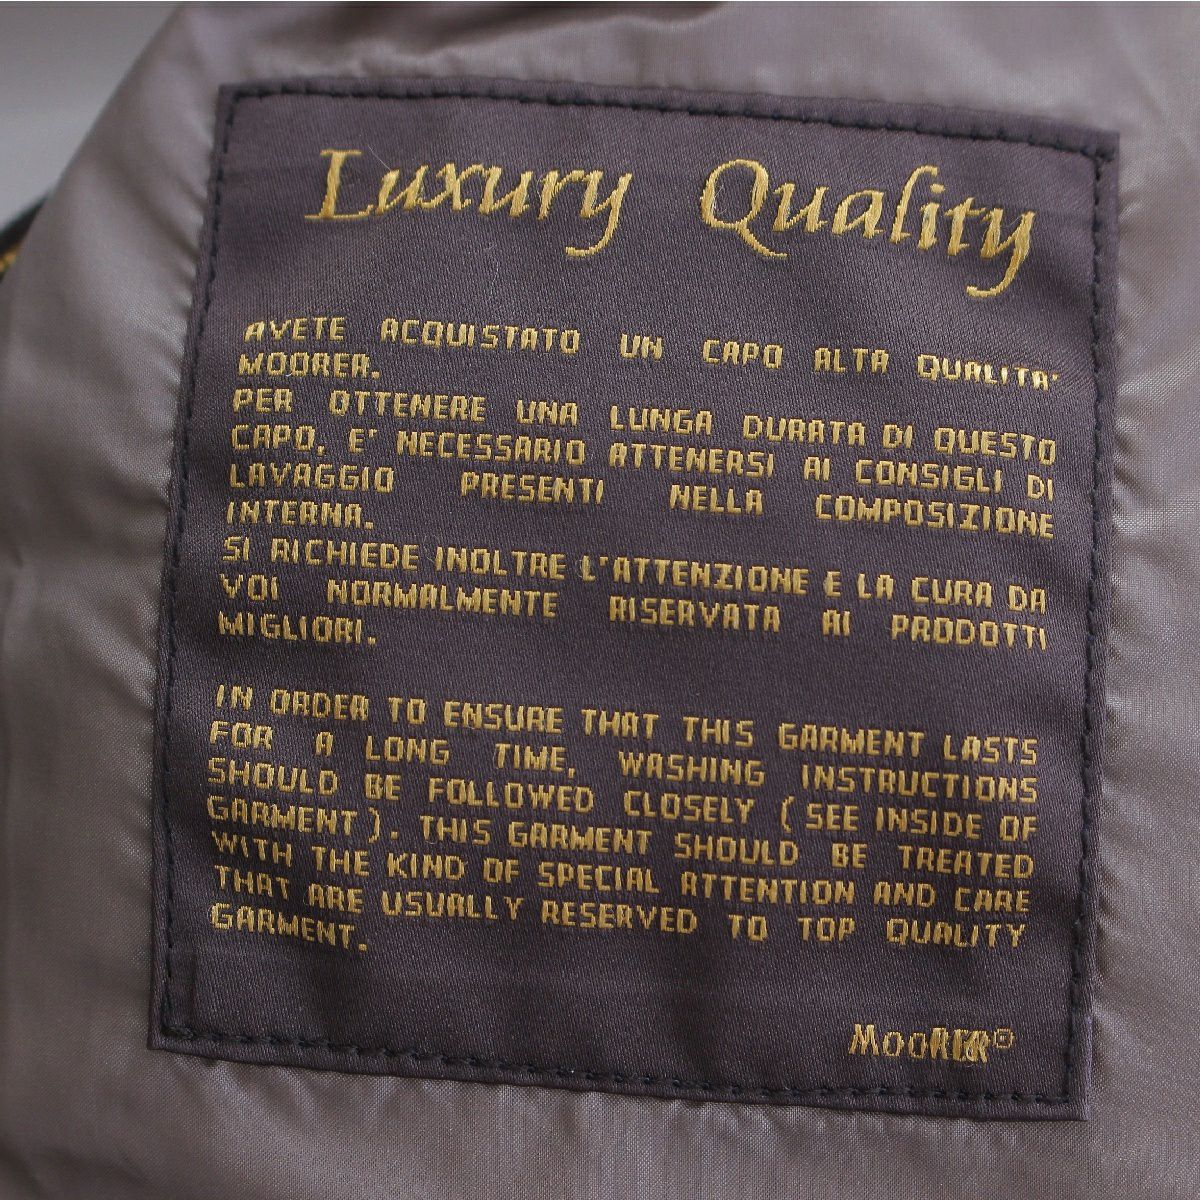 Luxury Quality
AVETE ACQUISTATO UN CAPO ALTA QUALITA'
MOORER.
PER OTTENERE UNA LUNGA DURATA DI QUESTO
CAPO, E' NECESSARIO ATTENERSI AI CONSIGLI DI
LAVAGGIO PRESENTI NELLA COMPOSIZIONE
INTERNA.
SI RICHIEDE INOLTRE L'ATTENZIONE E LA CURA DA
VOI NORMALMENTE RISERVATA AI PRODOTTI
MIGLIORI.
IN ORDER TO ENSURE THAT THIS GARMENT LASTS
FOR A LONG TIME, WASHING INSTRUCTIONS
SHOULD BE FOLLOWED CLOSELY ( SEE INSIDE OF
GARMENT ). THIS GARMENT SHOULD BE TREATED
WITH THE KIND OF SPECIAL ATTENTION AND CARE
THAT ARE USUALLY RESERVED TO TOP QUALITY
GARMENT.
MOORER®